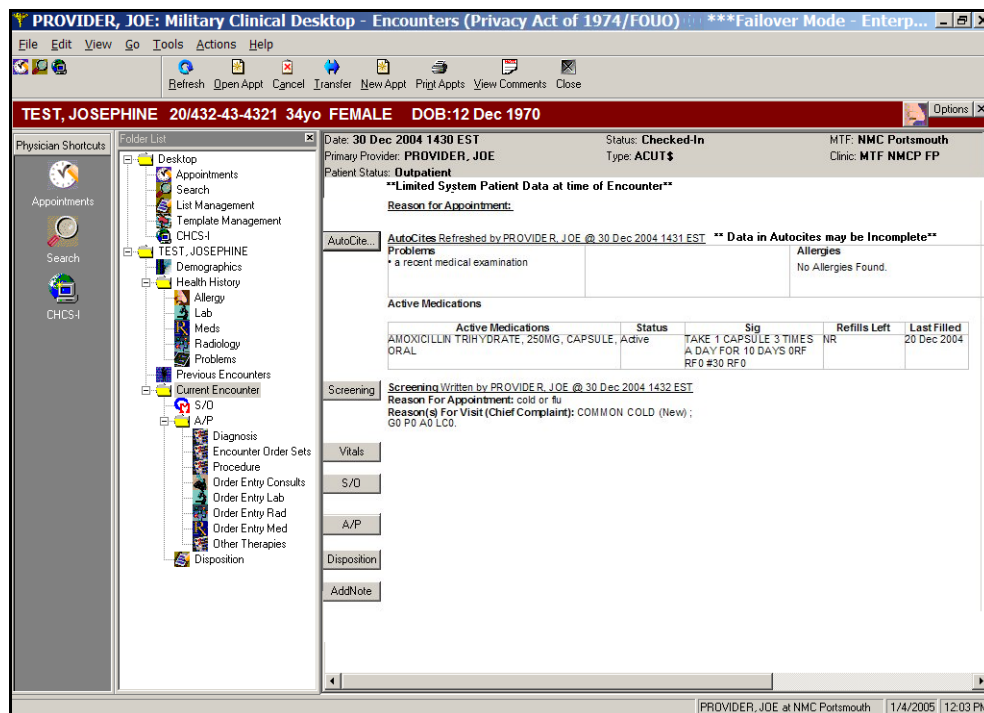 PROVIDER, JOE: Military Clinical Desktop - Encounters (Privacy Act of 1974/FOUO) ***Failover Mode - Enterp...
File Edit View Go Tools Actions Help
Refresh Open Appt Cancel Transfer New Appt Print Appts View Comments Close
TEST, JOSEPHINE 20/432-43-4321 34yo FEMALE DOB:12 Dec 1970 Options
Physician Shortcuts
Appointments
Search
CHCS-I
Folder List
Desktop
Appointments
Search
List Management
Template Management
CHCS-I
TEST, JOSEPHINE
Demographics
Health History
Allergy
Lab
Meds
Radiology
Problems
Previous Encounters
Current Encounter
S/O
A/P
Diagnosis
Encounter Order Sets
Procedure
Order Entry Consults
Order Entry Lab
Order Entry Rad
Order Entry Med
Other Therapies
Disposition
Date: 30 Dec 2004 1430 EST Status: Checked-In MTF: NMC Portsmouth
Primary Provider: PROVIDER, JOE Type: ACUT$ Clinic: MTF NMCP FP
Patient Status: Outpatient
**Limited System Patient Data at time of Encounter**
Reason for Appointment:
AutoCite... AutoCites Refreshed by PROVIDER, JOE @ 30 Dec 2004 1431 EST ** Data in Autocites may be Incomplete**
Problems Allergies
• a recent medical examination No Allergies Found.
Active Medications
Active Medications Status Sig Refills Left Last Filled
AMOXICILLIN TRIHYDRATE, 250MG, CAPSULE, Active TAKE 1 CAPSULE 3 TIMES NR 20 Dec 2004
ORAL A DAY FOR 10 DAYS 0RF
RF0 #30 RF0
Screening Screening Written by PROVIDER, JOE @ 30 Dec 2004 1432 EST
Reason For Appointment: cold or flu
Reason(s) For Visit (Chief Complaint): COMMON COLD (New) ;
G0 P0 A0 LC0.
Vitals
S/O
A/P
Disposition
AddNote
PROVIDER, JOE at NMC Portsmouth 1/4/2005 12:03 PM